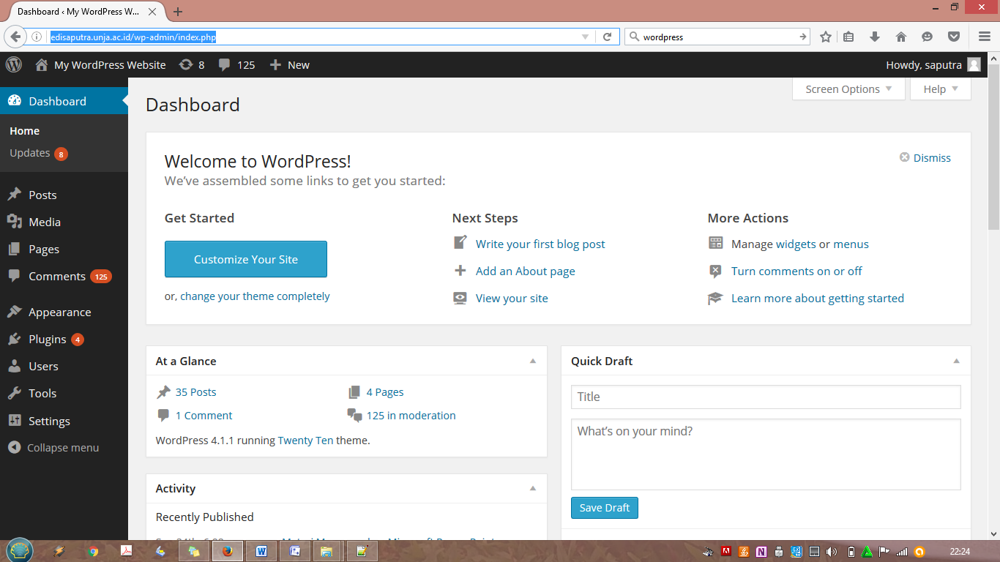 Dashboard ‹ My WordPress W...
edisaputra.unja.ac.id/wp-admin/index.php
wordpress
My WordPress Website
8
125
New
Howdy, saputra
Dashboard
Home
Updates 8
Posts
Media
Pages
Comments 125
Appearance
Plugins 4
Users
Tools
Settings
Collapse menu
Screen Options
Help
Dashboard
Welcome to WordPress!
We've assembled some links to get you started:
Dismiss
Get Started
Customize Your Site
or, change your theme completely
Next Steps
Write your first blog post
Add an About page
View your site
More Actions
Manage widgets or menus
Turn comments on or off
Learn more about getting started
At a Glance
35 Posts
4 Pages
1 Comment
125 in moderation
WordPress 4.1.1 running Twenty Ten theme.
Activity
Recently Published
Quick Draft
Title
What's on your mind?
Save Draft
22:24